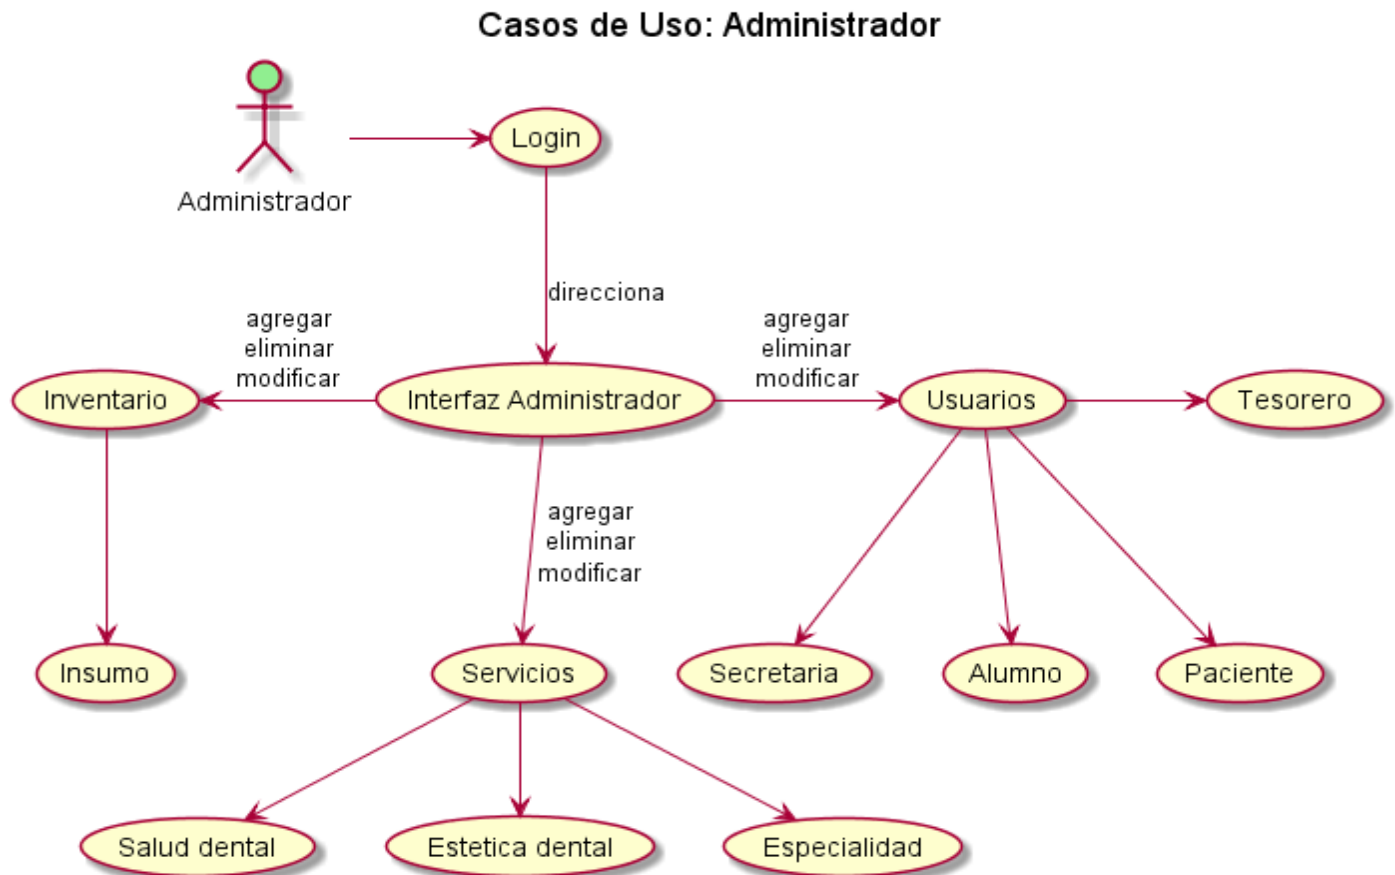 Casos de Uso: Administrador
Login
Administrador
direcciona
agregar
eliminar
modificar
agregar
eliminar
modificar
Inventario
Interfaz Administrador
Usuarios
Tesorero
agregar
eliminar
modificar
Insumo
Servicios
Secretaria
Alumno
Paciente
Salud dental
Estetica dental
Especialidad